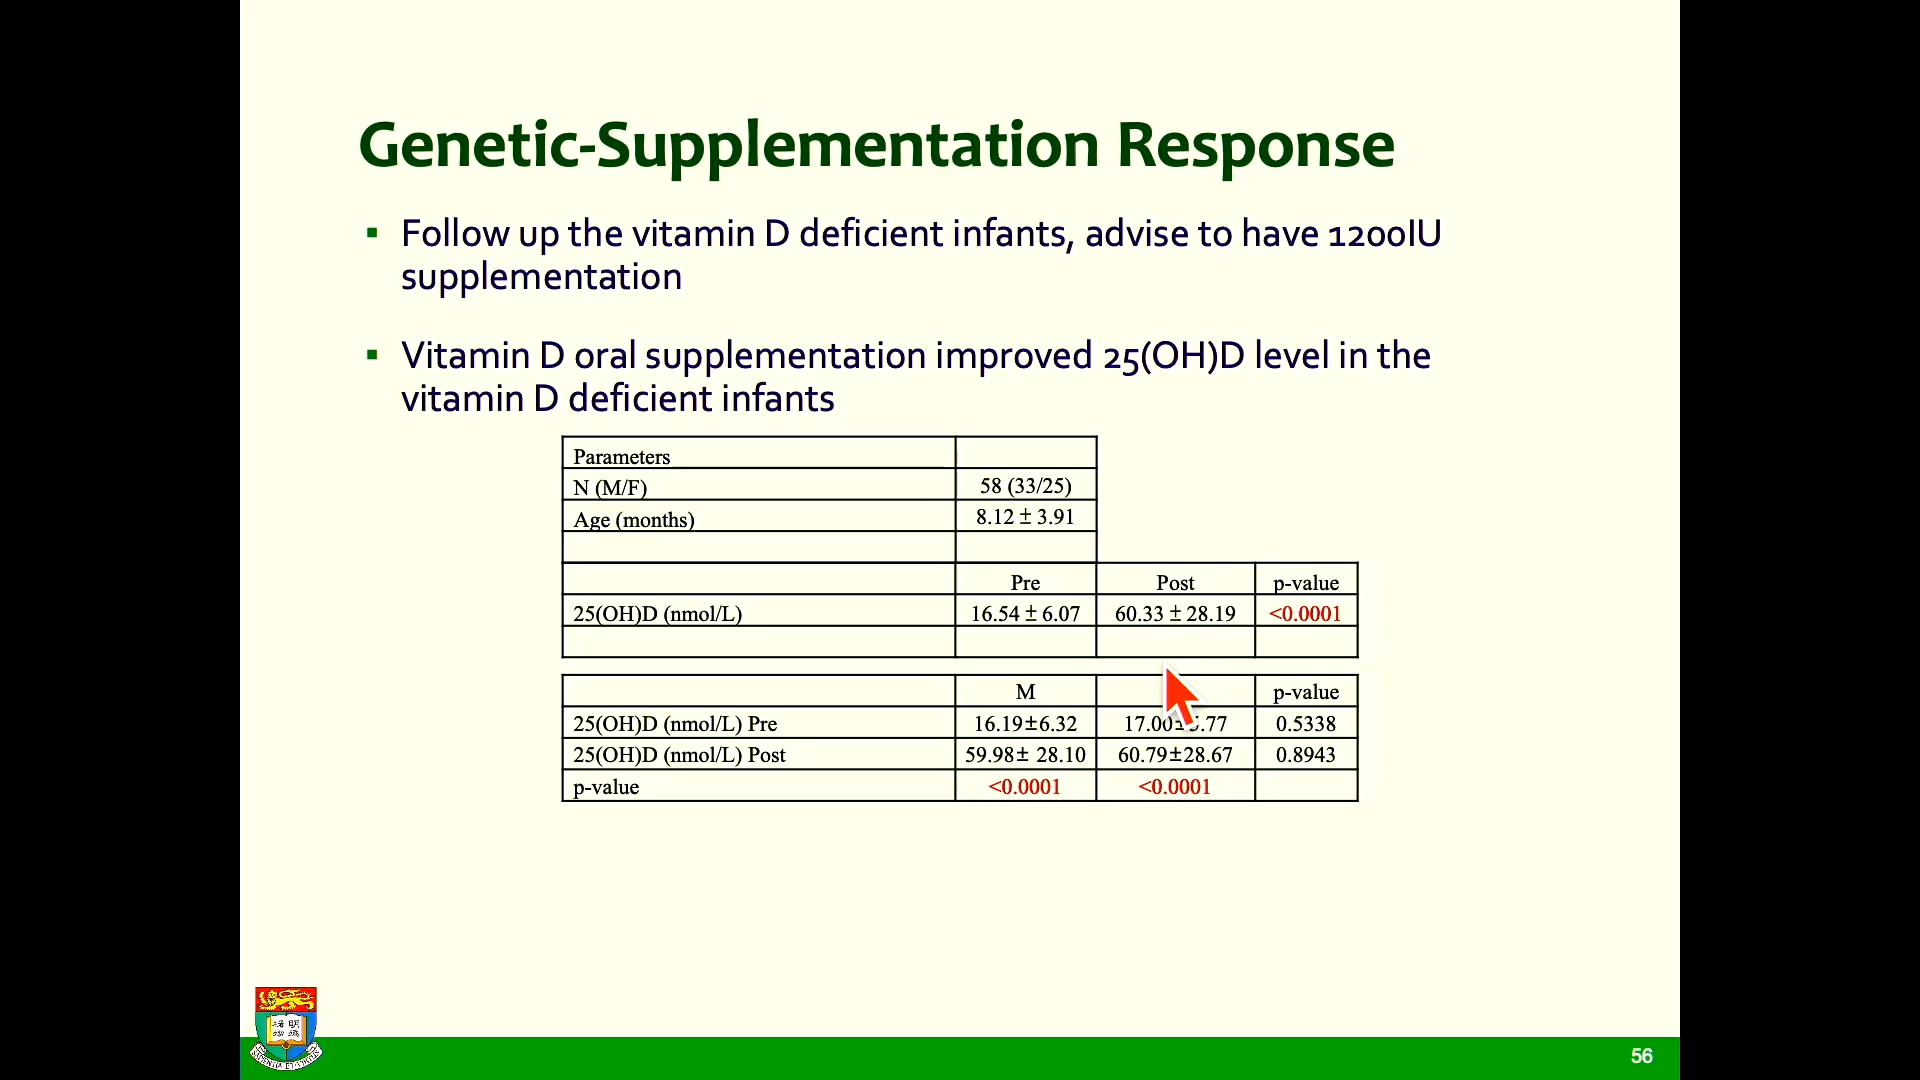 Genetic-Supplementation Response
▪ Follow up the vitamin D deficient infants, advise to have 1200IU
supplementation
▪ Vitamin D oral supplementation improved 25(OH)D level in the
vitamin D deficient infants
Parameters
N (M/F) 58 (33/25)
Age (months) 8.12 ± 3.91
Pre Post p-value
25(OH)D (nmol/L) 16.54 ± 6.07 60.33 ± 28.19 <0.0001
M p-value
25(OH)D (nmol/L) Pre 16.19±6.32 0.5338
25(OH)D (nmol/L) Post 59.98± 28.10 60.79±28.67 0.8943
p-value <0.0001 <0.0001
56